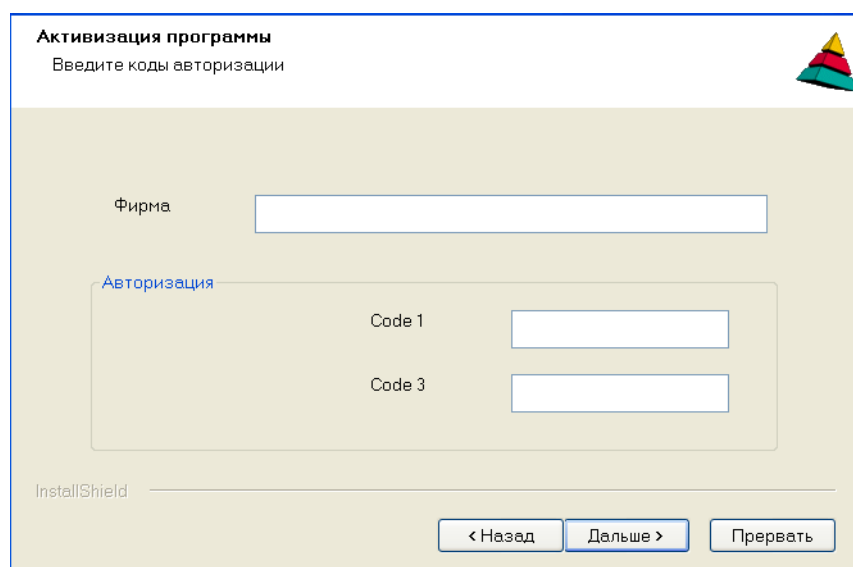 Активизация программы
Введите коды авторизации
Фирма
Авторизация
Code 1
Code 3
InstallShield
< Назад
Дальше >
Прервать